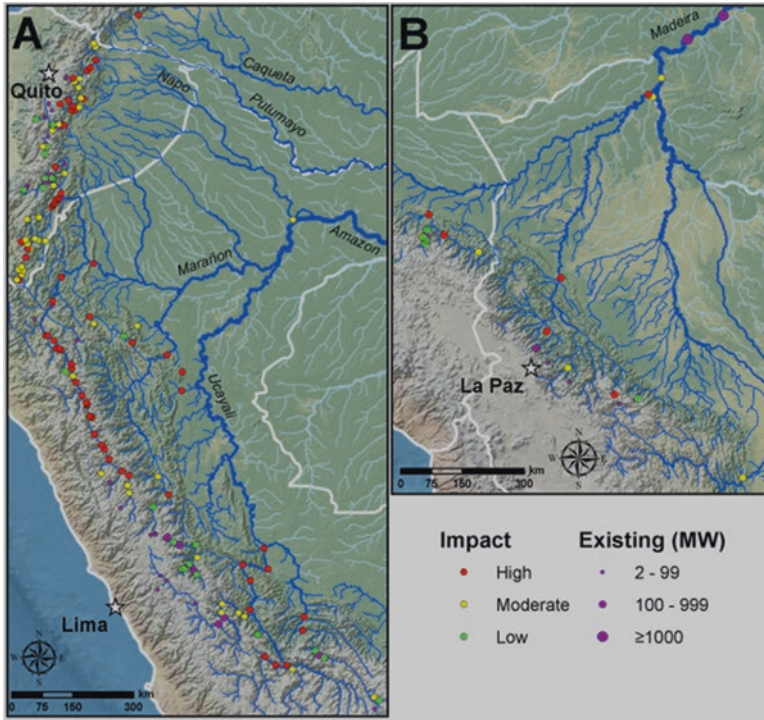 A
Quito
Caqueta
Napo
Putumayo
Amazon
Marañon
Ucayali
Lima
N
W E
S
0 75 150 300
km
B
Madeira
La Paz
N
W E
S
0 75 150 300
km
Impact
High
Moderate
Low
Existing (MW)
2 - 99
100 - 999
≥1000